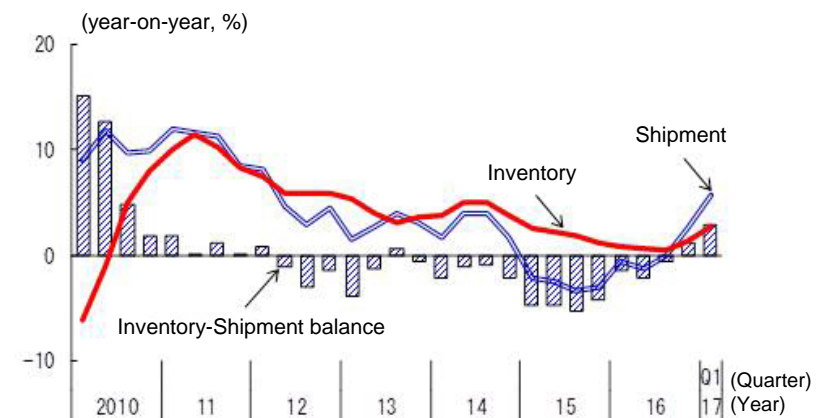 (year-on-year, %)
20
Shipment
10
Inventory
0
Inventory-Shipment balance
−10
Q1 (Quarter)
2010 11 12 13 14 15 16 17 (Year)